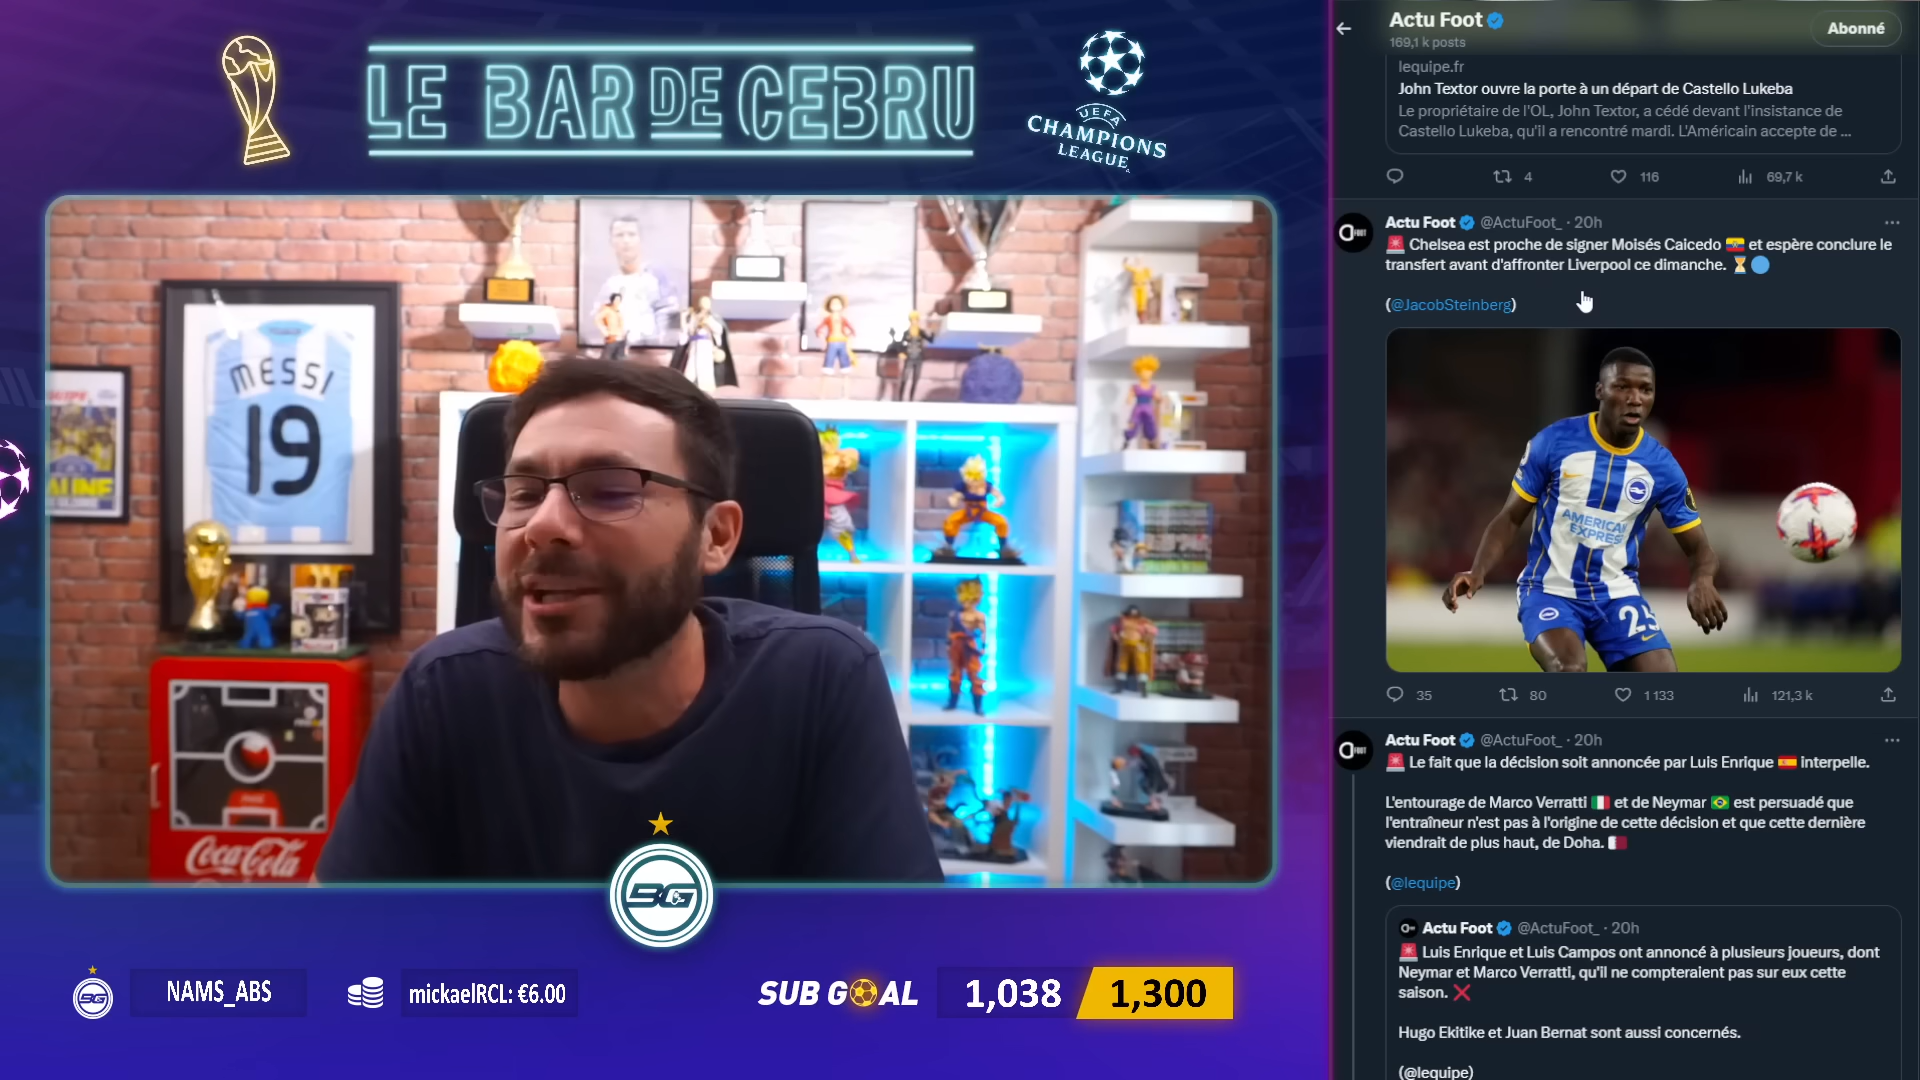 LE BAR DE CEBRU
UEFA
CHAMPIONS
LEAGUE
MESSI
19
Coca-Cola
BG
BG
NAMS_ABS
mickaelRCL: €6.00
SUB GOAL
1,038
1,300
Actu Foot
169,1 k posts
Abonné
lequipe.fr
John Textor ouvre la porte à un départ de Castello Lukeba
Le propriétaire de l'OL, John Textor, a cédé devant l'insistance de
Castello Lukeba, qu'il a rencontré mardi. L'Américain accepte de ...
4 116 69,7 k
Actu Foot @ActuFoot_ · 20h
🚨 Chelsea est proche de signer Moisés Caicedo 🇪🇨 et espère conclure le
transfert avant d'affronter Liverpool ce dimanche. ⏳🔵
(@JacobSteinberg)
AMERICAN
EXPRESS
25
35 80 1 133 121,3 k
Actu Foot @ActuFoot_ · 20h
🚨 Le fait que la décision soit annoncée par Luis Enrique 🇪🇸 interpelle.
L'entourage de Marco Verratti 🇮🇹 et de Neymar 🇧🇷 est persuadé que
l'entraîneur n'est pas à l'origine de cette décision et que cette dernière
viendrait de plus haut, de Doha. 🇶🇦
(@lequipe)
Actu Foot @ActuFoot_ · 20h
🚨 Luis Enrique et Luis Campos ont annoncé à plusieurs joueurs, dont
Neymar et Marco Verratti, qu'il ne compteraient pas sur eux cette
saison. ❌
Hugo Ekitike et Juan Bernat sont aussi concernés.
(@lequipe)